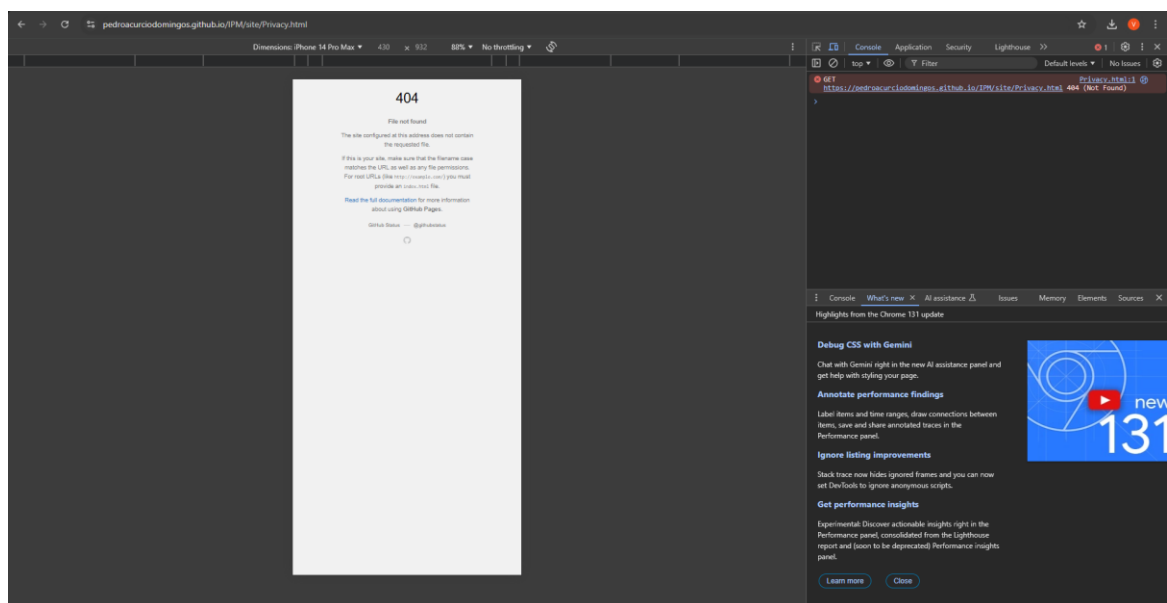 pedroacurciodomingos.github.io/IPM/site/Privacy.html
V
Dimensions: iPhone 14 Pro Max ▼ 430 × 932 88% ▼ No throttling ▼
404
File not found
The site configured at this address does not contain
the requested file.
If this is your site, make sure that the filename case
matches the URL as well as any file permissions.
For root URLs (like http://example.com/) you must
provide an index.html file.
Read the full documentation for more information
about using GitHub Pages.
GitHub Status — @githubstatus
Console Application Security Lighthouse 1
top ▼ Filter Default levels ▼ No Issues
GET Privacy.html:1
https://pedroacurciodomingos.github.io/IPM/site/Privacy.html 404 (Not Found)
Console What's new × AI assistance Issues Memory Elements Sources
Highlights from the Chrome 131 update
Debug CSS with Gemini
Chat with Gemini right in the new AI assistance panel and
get help with styling your page.
Annotate performance findings
Label items and time ranges, draw connections between
items, save and share annotated traces in the
Performance panel.
Ignore listing improvements
Stack trace now hides ignored frames and you can now
set DevTools to ignore anonymous scripts.
Get performance insights
Experimental: Discover actionable insights right in the
Performance panel, consolidated from the Lighthouse
report and (soon to be deprecated) Performance insights
panel.
new
131
Learn more Close